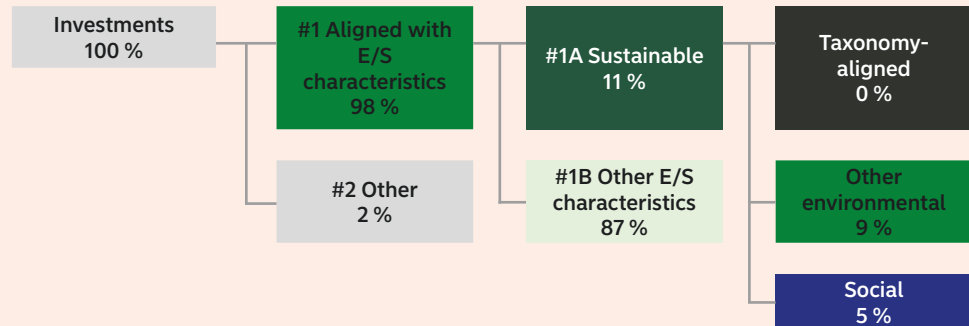 Investments
100 %
#1 Aligned with
E/S
characteristics
98 %
#1A Sustainable
11 %
Taxonomy-
aligned
0 %
#2 Other
2 %
#1B Other E/S
characteristics
87 %
Other
environmental
9 %
Social
5 %